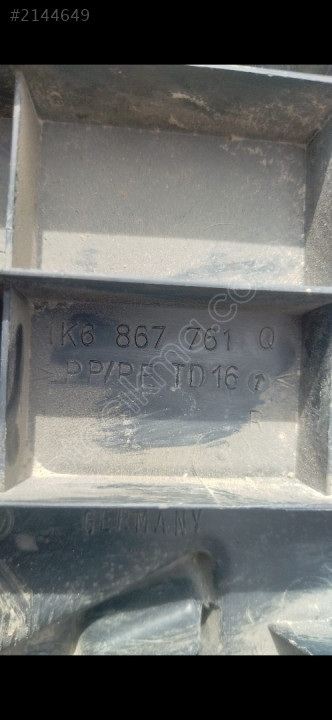 #2144649
1K6 867 761 Q
>PP/PE TD16<
R
GERMANY